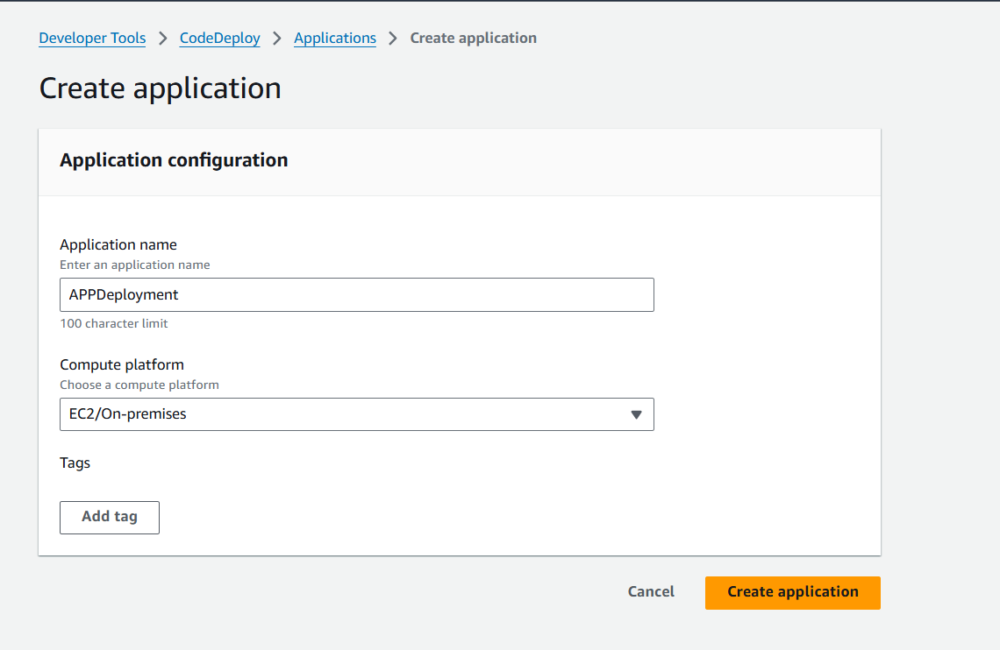 Developer Tools > CodeDeploy > Applications > Create application
Create application
Application configuration
Application name
Enter an application name
APPDeployment
100 character limit
Compute platform
Choose a compute platform
EC2/On-premises
Tags
Add tag
Cancel Create application